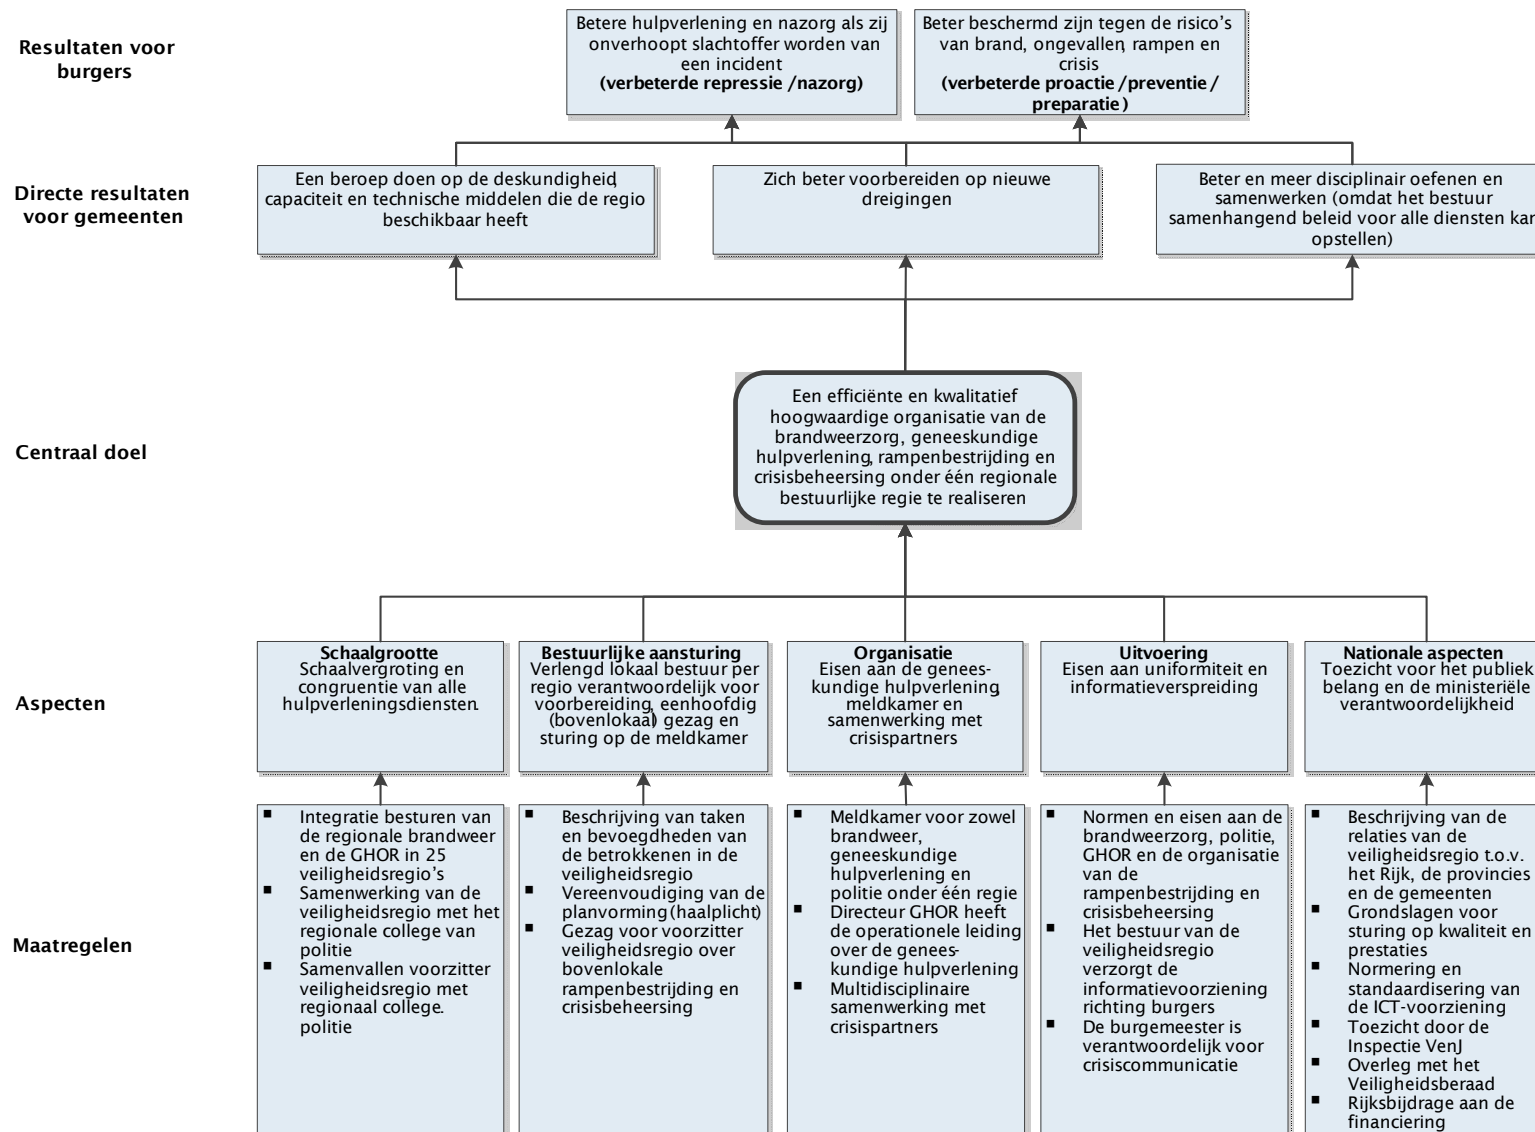 Resultaten voor
burgers
Betere hulpverlening en nazorg als zij
onverhoopt slachtoffer worden van
een incident
(verbeterde repressie /nazorg)
Beter beschermd zijn tegen de risico's
van brand, ongevallen, rampen en
crisis
(verbeterde proactie /preventie /
preparatie)
Directe resultaten
voor gemeenten
Een beroep doen op de deskundigheid,
capaciteit en technische middelen die de regio
beschikbaar heeft
Zich beter voorbereiden op nieuwe
dreigingen
Beter en meer disciplinair oefenen en
samenwerken (omdat het bestuur
samenhangend beleid voor alle diensten kan
opstellen)
Centraal doel
Een efficiënte en kwalitatief
hoogwaardige organisatie van de
brandweerzorg, geneeskundige
hulpverlening, rampenbestrijding en
crisisbeheersing onder één regionale
bestuurlijke regie te realiseren
Aspecten
Schaalgrootte
Schaalvergroting en
congruentie van alle
hulpverleningsdiensten.
Bestuurlijke aansturing
Verlengd lokaal bestuur per
regio verantwoordelijk voor
voorbereiding, eenhoofdig
(bovenlokaal) gezag en
sturing op de meldkamer
Organisatie
Eisen aan de genees-
kundige hulpverlening,
meldkamer en
samenwerking met
crisispartners
Uitvoering
Eisen aan uniformiteit en
informatieverspreiding
Nationale aspecten
Toezicht voor het publiek
belang en de ministeriële
verantwoordelijkheid
Maatregelen
▪ Integratie besturen van
de regionale brandweer
en de GHOR in 25
veiligheidsregio's
▪ Samenwerking van de
veiligheidsregio met het
regionale college van
politie
▪ Samenvallen voorzitter
veiligheidsregio met
regionaal college.
politie
▪ Beschrijving van taken
en bevoegdheden van
de betrokkenen in de
veiligheidsregio
▪ Vereenvoudiging van de
planvorming (haalplicht)
▪ Gezag voor voorzitter
veiligheidsregio over
bovenlokale
rampenbestrijding en
crisisbeheersing
▪ Meldkamer voor zowel
brandweer,
geneeskundige
hulpverlening en
politie onder één regie
▪ Directeur GHOR heeft
de operationele leiding
over de genees-
kundige hulpverlening
▪ Multidisciplinaire
samenwerking met
crisispartners
▪ Normen en eisen aan de
brandweerzorg, politie,
GHOR en de organisatie
van de
rampenbestrijding en
crisisbeheersing
▪ Het bestuur van de
veiligheidsregio
verzorgt de
informatievoorziening
richting burgers
▪ De burgemeester is
verantwoordelijk voor
crisiscommunicatie
▪ Beschrijving van de
relaties van de
veiligheidsregio t.o.v.
het Rijk, de provincies
en de gemeenten
▪ Grondslagen voor
sturing op kwaliteit en
prestaties
▪ Normering en
standaardisering van
de ICT-voorziening
▪ Toezicht door de
Inspectie VenJ
▪ Overleg met het
Veiligheidsberaad
▪ Rijksbijdrage aan de
financiering